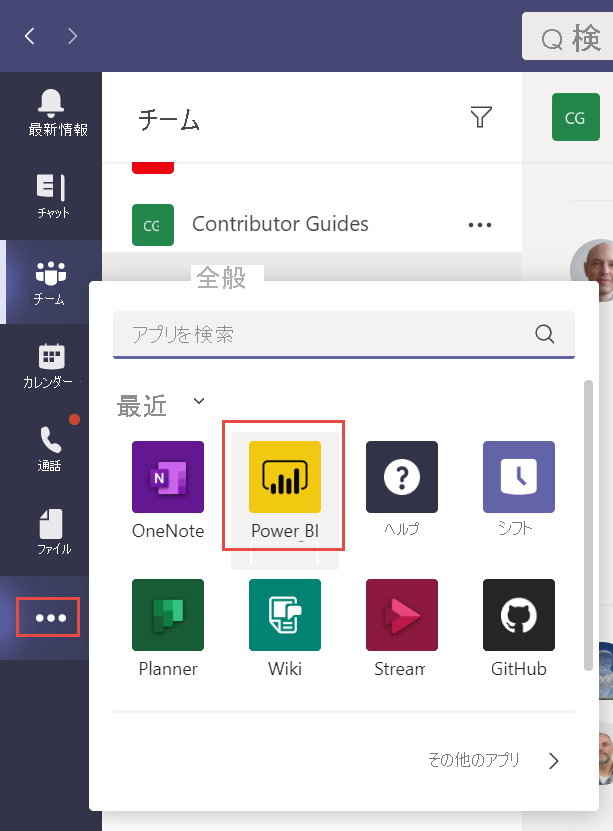 検
最新情報
チャット
チーム
カレンダー
通話
ファイル
チーム
CG
CG
Contributor Guides
全般
アプリを検索
最近
N
OneNote
Power BI
?
ヘルプ
シフト
Planner
Wiki
Stream
GitHub
その他のアプリ